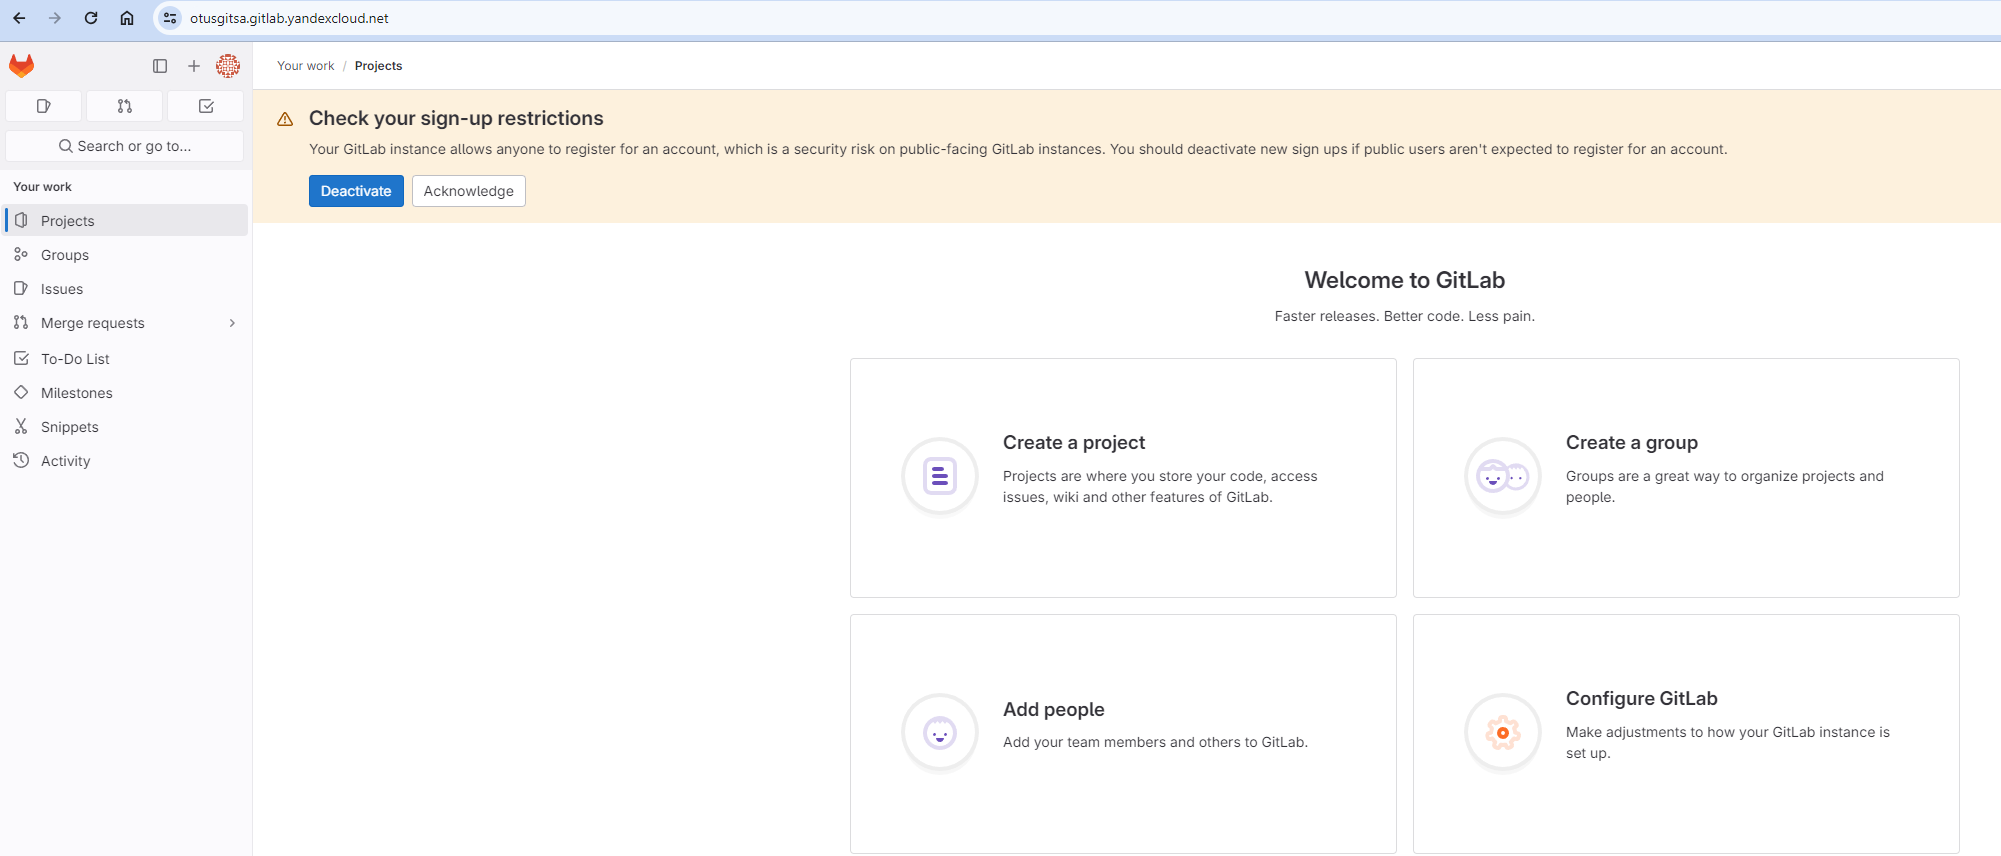 otusgitsa.gitlab.yandexcloud.net
Your work / Projects
Search or go to...
Your work
Projects
Groups
Issues
Merge requests
To-Do List
Milestones
Snippets
Activity
Check your sign-up restrictions
Your GitLab instance allows anyone to register for an account, which is a security risk on public-facing GitLab instances. You should deactivate new sign ups if public users aren't expected to register for an account.
Deactivate Acknowledge
Welcome to GitLab
Faster releases. Better code. Less pain.
Create a project
Projects are where you store your code, access
issues, wiki and other features of GitLab.
Create a group
Groups are a great way to organize projects and
people.
Add people
Add your team members and others to GitLab.
Configure GitLab
Make adjustments to how your GitLab instance is
set up.